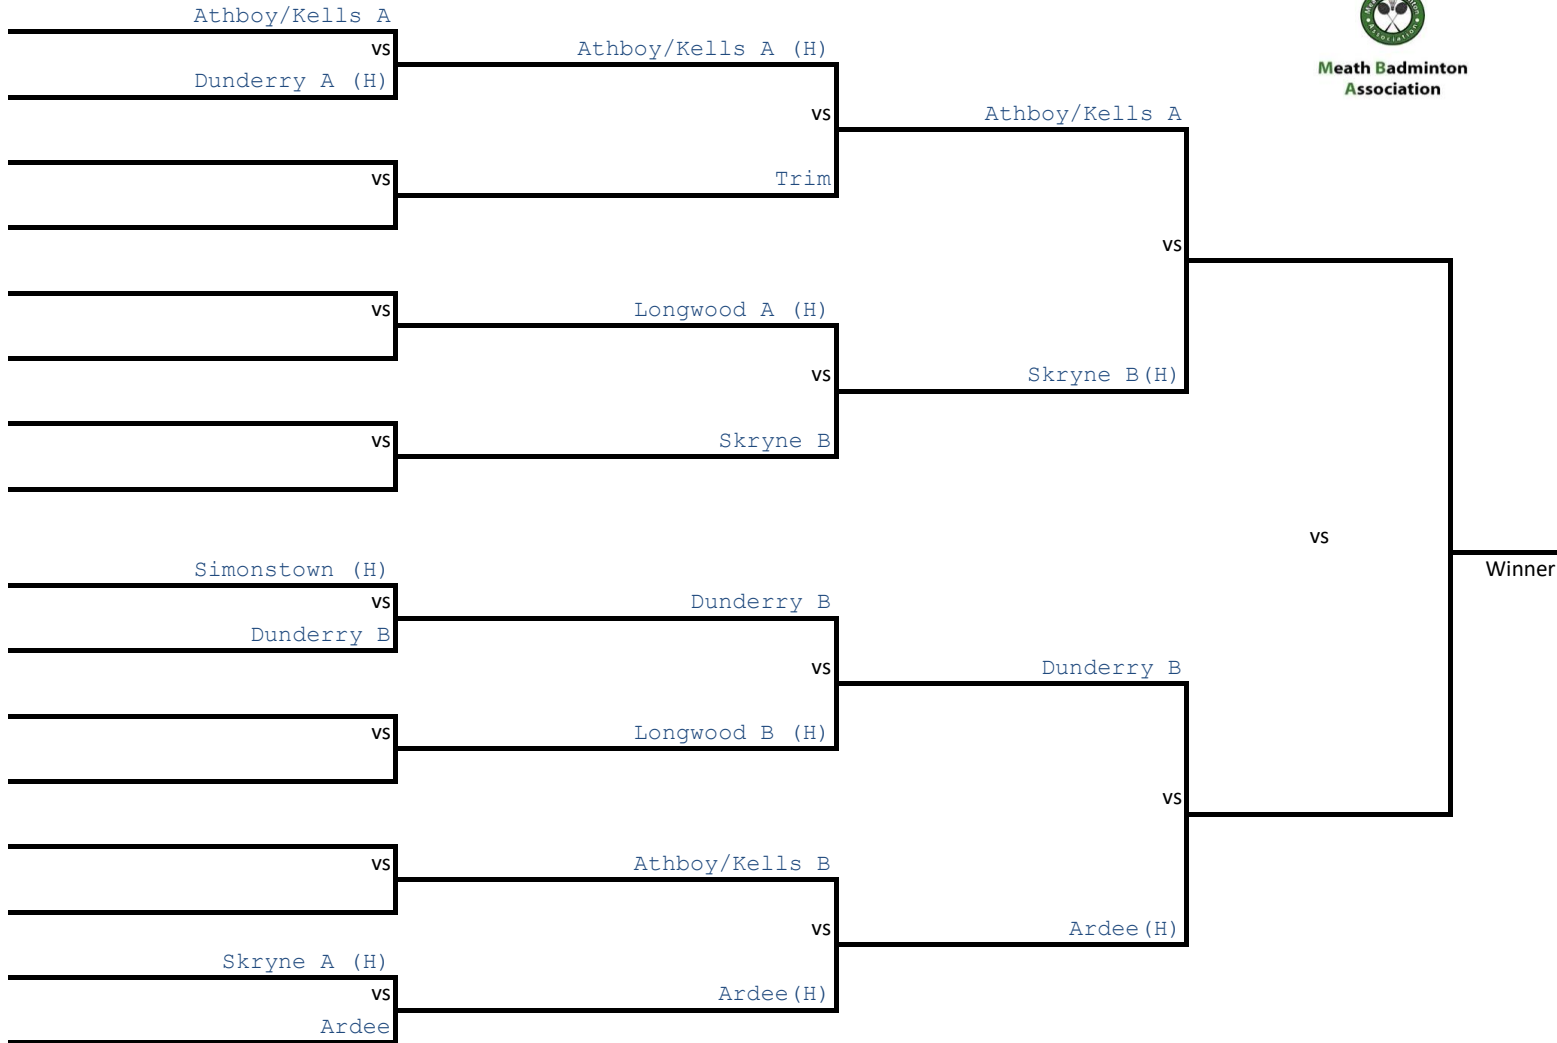 Athboy/Kells A
vs
Dunderry A (H)
vs
vs
vs
Simonstown (H)
vs
Dunderry B
vs
vs
Skryne A (H)
vs
Ardee
Athboy/Kells A (H)
vs
Trim
Longwood A (H)
vs
Skryne B
Dunderry B
vs
Longwood B (H)
Athboy/Kells B
vs
Ardee(H)
Athboy/Kells A
vs
Skryne B(H)
Dunderry B
vs
Ardee(H)
vs
Winner
Meath Badminton
Association